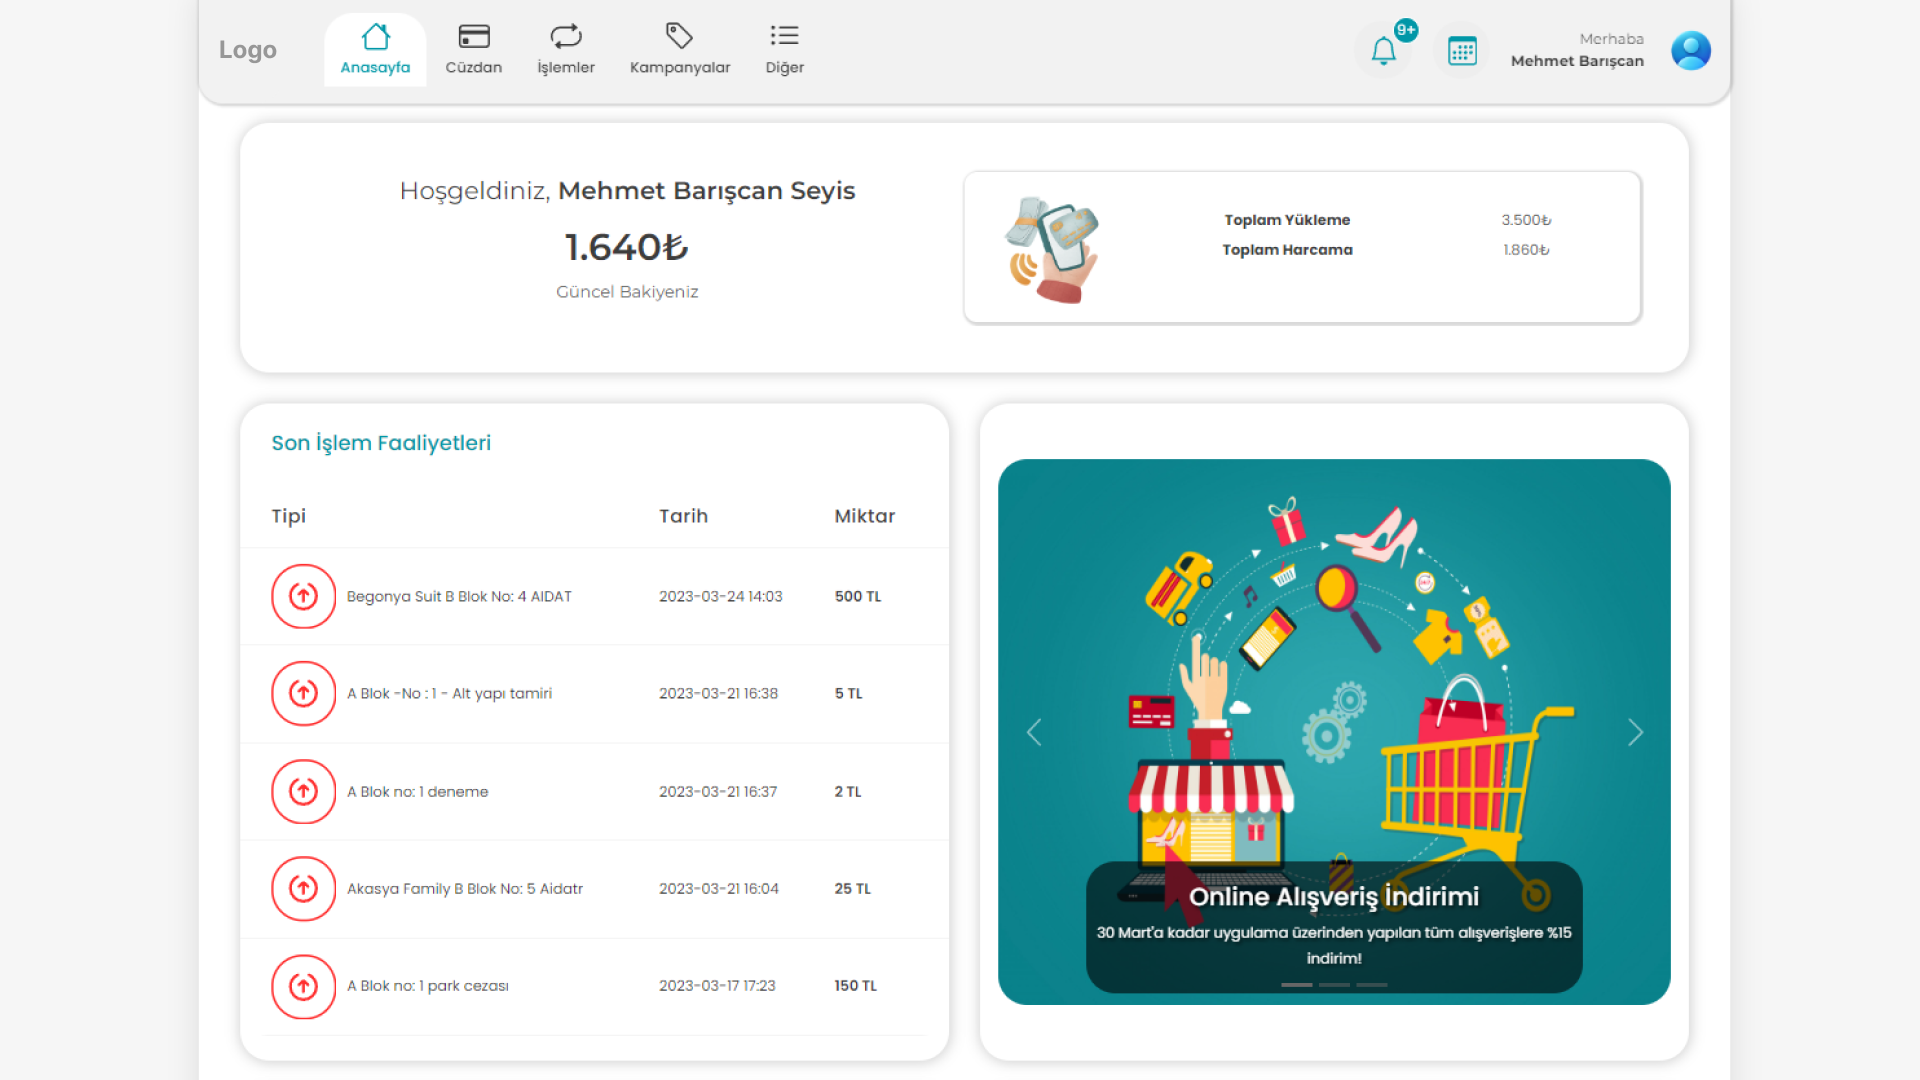 Logo
Anasayfa
Cüzdan
İşlemler
Kampanyalar
Diğer
9+
Merhaba
Mehmet Barışcan
Hoşgeldiniz, Mehmet Barışcan Seyis
1.640₺
Güncel Bakiyeniz
Toplam Yükleme 3.500₺
Toplam Harcama 1.860₺
Son İşlem Faaliyetleri
Tipi Tarih Miktar
Begonya Suit B Blok No: 4 AIDAT 2023-03-24 14:03 500 TL
A Blok -No : 1 - Alt yapı tamiri 2023-03-21 16:38 5 TL
A Blok no: 1 deneme 2023-03-21 16:37 2 TL
Akasya Family B Blok No: 5 Aidatr 2023-03-21 16:04 25 TL
A Blok no: 1 park cezası 2023-03-17 17:23 150 TL
Online Alışveriş İndirimi
30 Mart'a kadar uygulama üzerinden yapılan tüm alışverişlere %15
indirim!